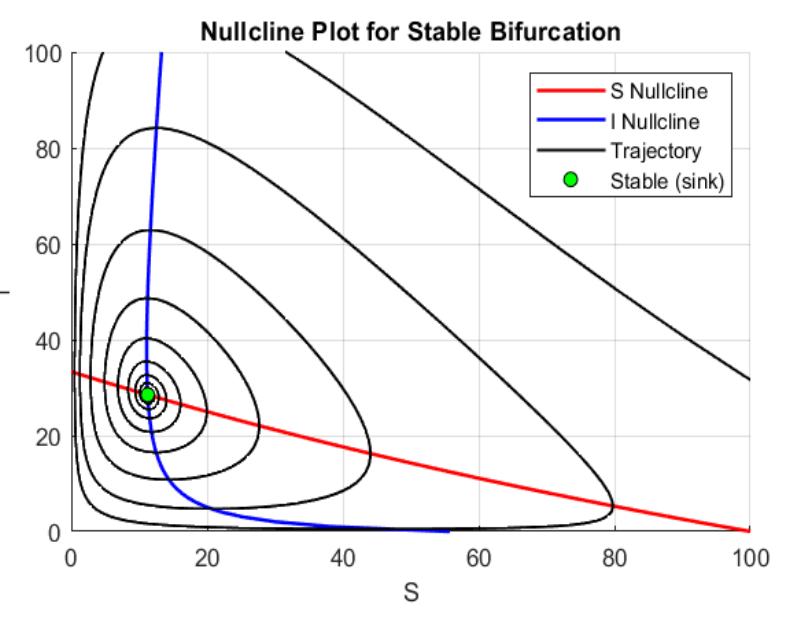 Nullcline Plot for Stable Bifurcation
100
80
60
40
20
0
S Nullcline
I Nullcline
Trajectory
Stable (sink)
0 20 40 60 80 100
S